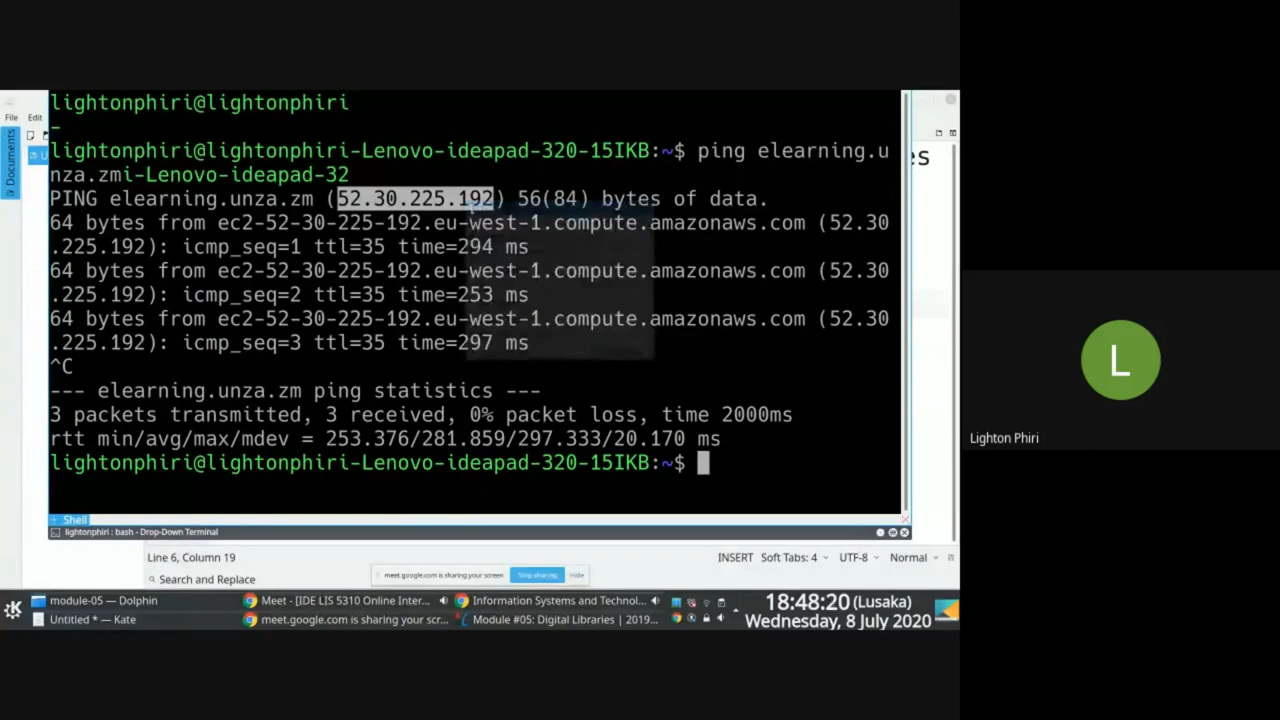 lightonphiri@lightonphiri
File Edit
Documents
lightonphiri@lightonphiri-Lenovo-ideapad-320-15IKB:~$ ping elearning.u
nza.zmi-Lenovo-ideapad-32
PING elearning.unza.zm (52.30.225.192) 56(84) bytes of data.
64 bytes from ec2-52-30-225-192.eu-west-1.compute.amazonaws.com (52.30
.225.192): icmp_seq=1 ttl=35 time=294 ms
64 bytes from ec2-52-30-225-192.eu-west-1.compute.amazonaws.com (52.30
.225.192): icmp_seq=2 ttl=35 time=253 ms
64 bytes from ec2-52-30-225-192.eu-west-1.compute.amazonaws.com (52.30
.225.192): icmp_seq=3 ttl=35 time=297 ms
^C
--- elearning.unza.zm ping statistics ---
3 packets transmitted, 3 received, 0% packet loss, time 2000ms
rtt min/avg/max/mdev = 253.376/281.859/297.333/20.170 ms
lightonphiri@lightonphiri-Lenovo-ideapad-320-15IKB:~$
Shell
lightonphiri : bash - Drop-Down Terminal
Line 6, Column 19 INSERT Soft Tabs: 4 UTF-8 Normal
Search and Replace
meet.google.com is sharing your screen. Stop sharing Hide
module-05 — Dolphin Meet - [IDE LIS 5310 Online Inter... Information Systems and Technol...
Untitled * — Kate meet.google.com is sharing your scr... Module #05: Digital Libraries | 2019...
18:48:20 (Lusaka)
Wednesday, 8 July 2020
L
Lighton Phiri